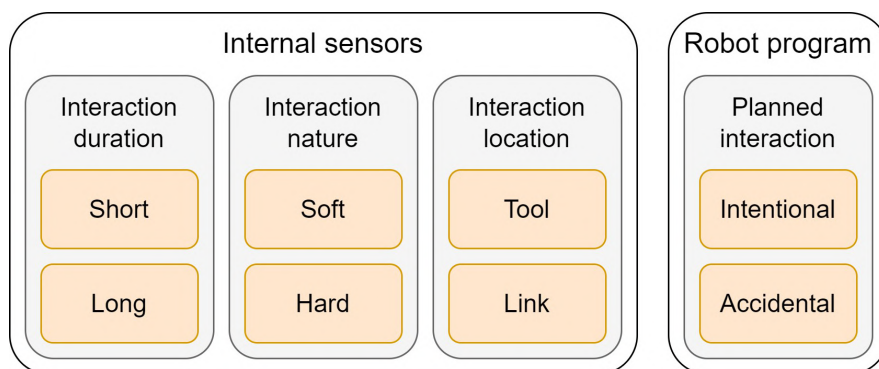 Internal sensors
Interaction
duration
Short
Long
Interaction
nature
Soft
Hard
Interaction
location
Tool
Link
Robot program
Planned
interaction
Intentional
Accidental